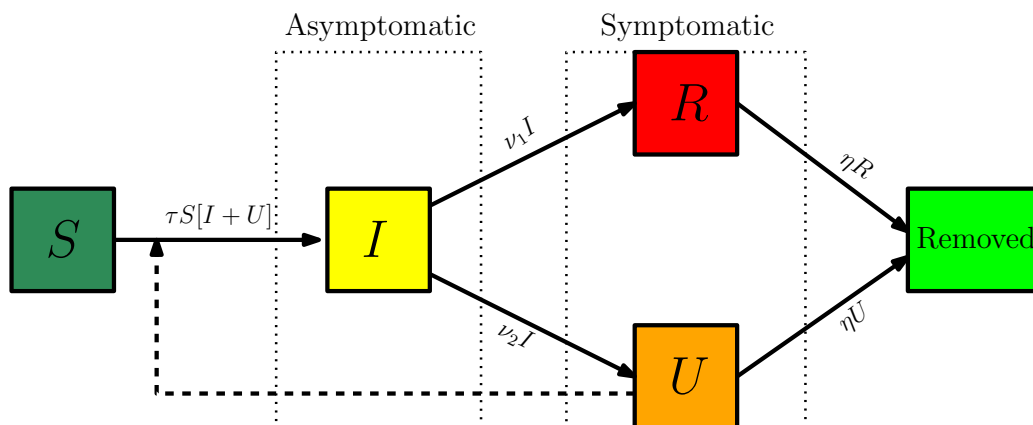 Asymptomatic
Symptomatic
R
ν₁I
ηR
τS[I + U]
S
I
Removed
ν₂I
ηU
U